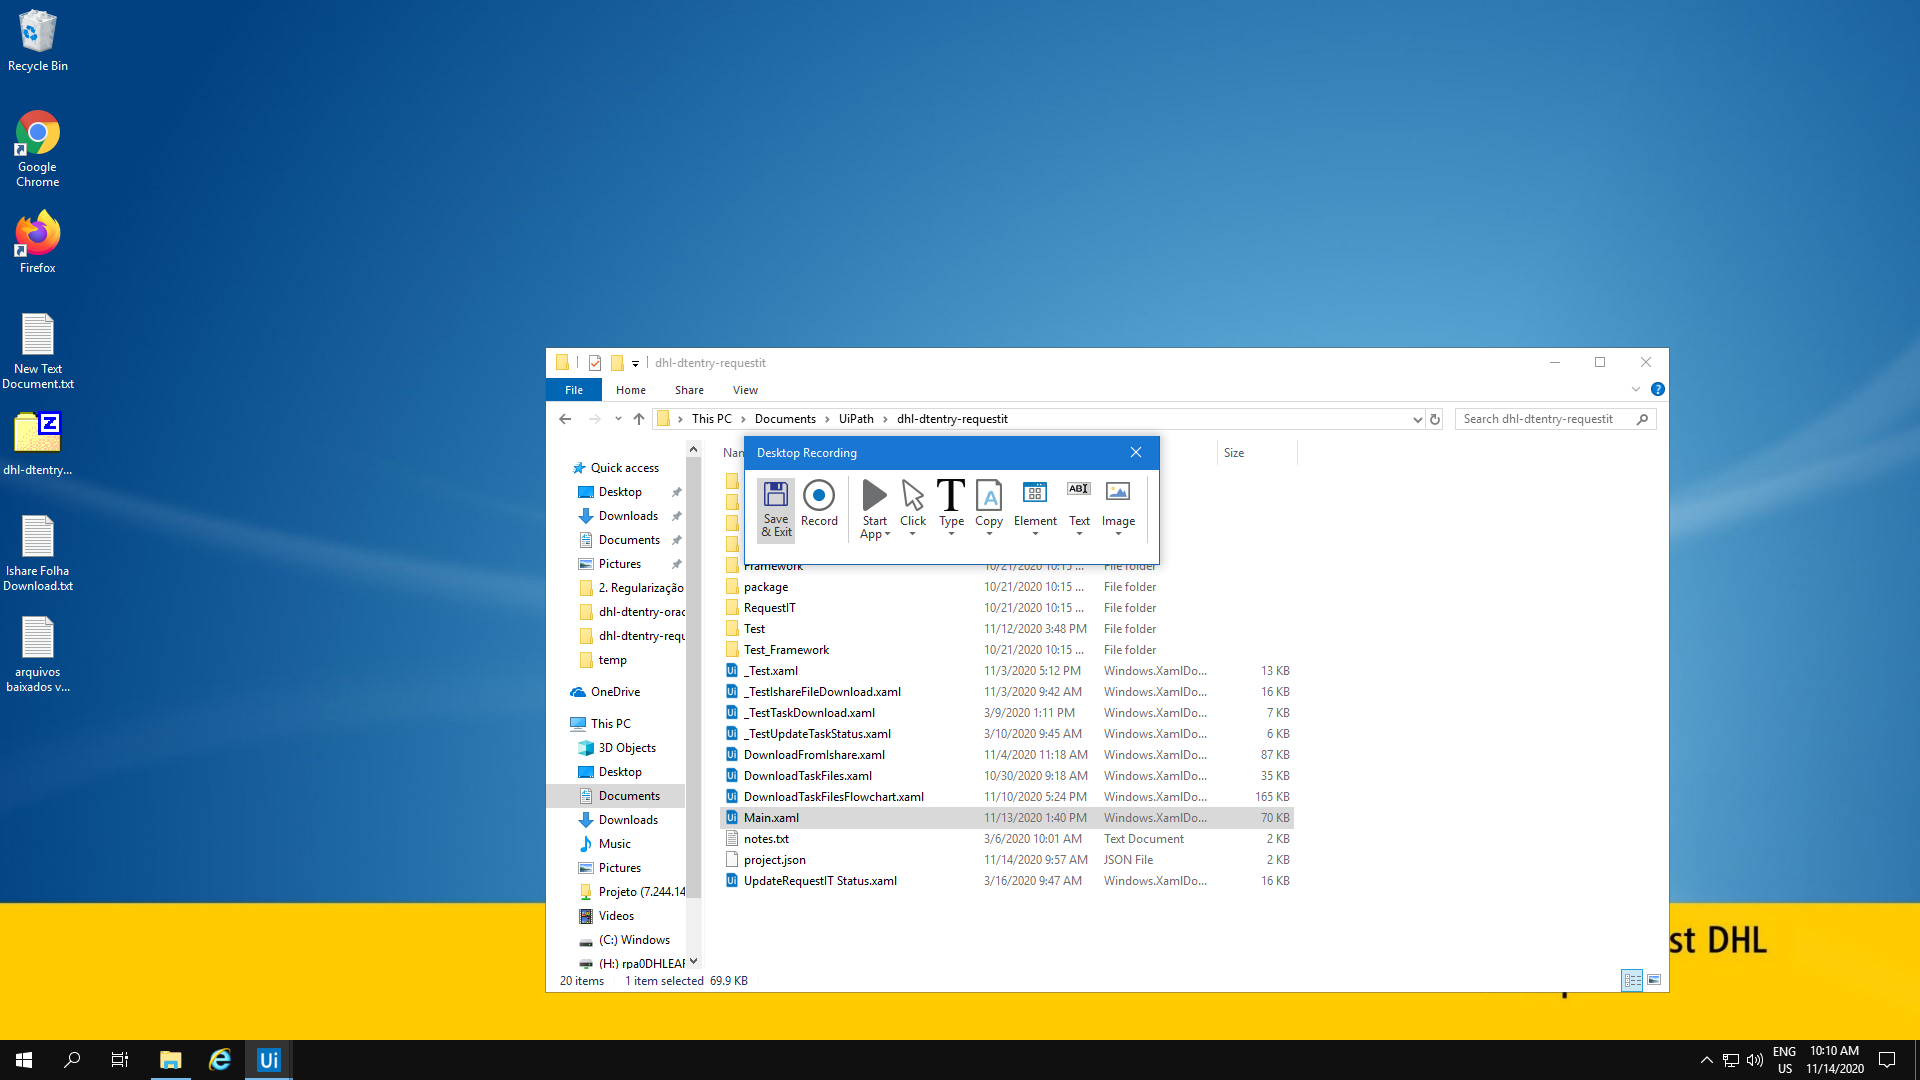 Recycle Bin
Google
Chrome
Firefox
New Text
Document.txt
dhl-dtentry...
Ishare Folha
Download.txt
arquivos
baixados v...
dhl-dtentry-requestit
File Home Share View
This PC Documents UiPath dhl-dtentry-requestit
Search dhl-dtentry-requestit
Size
Desktop Recording
Save
& Exit
Record
Start
App
Click
Type
Copy
Element
Text
Image
Quick access
Desktop
Downloads
Documents
Pictures
2. Regularização
dhl-dtentry-orac
dhl-dtentry-requ
temp
OneDrive
This PC
3D Objects
Desktop
Documents
Downloads
Music
Pictures
Projeto (7.244.14
Videos
(C:) Windows
(H:) rpa0DHLEAR
Framework 10/21/2020 10:15 ... File folder
package 10/21/2020 10:15 ... File folder
RequestIT 10/21/2020 10:15 ... File folder
Test 11/12/2020 3:48 PM File folder
Test_Framework 10/21/2020 10:15 ... File folder
_Test.xaml 11/3/2020 5:12 PM Windows.XamlDo... 13 KB
_TestIshareFileDownload.xaml 11/3/2020 9:42 AM Windows.XamlDo... 16 KB
_TestTaskDownload.xaml 3/9/2020 1:11 PM Windows.XamlDo... 7 KB
_TestUpdateTaskStatus.xaml 3/10/2020 9:45 AM Windows.XamlDo... 6 KB
DownloadFromIshare.xaml 11/4/2020 11:18 AM Windows.XamlDo... 87 KB
DownloadTaskFiles.xaml 10/30/2020 9:18 AM Windows.XamlDo... 35 KB
DownloadTaskFilesFlowchart.xaml 11/10/2020 5:24 PM Windows.XamlDo... 165 KB
Main.xaml 11/13/2020 1:40 PM Windows.XamlDo... 70 KB
notes.txt 3/6/2020 10:01 AM Text Document 2 KB
project.json 11/14/2020 9:57 AM JSON File 2 KB
UpdateRequestIT Status.xaml 3/16/2020 9:47 AM Windows.XamlDo... 16 KB
20 items 1 item selected 69.9 KB
st DHL
Ui
ENG
US
10:10 AM
11/14/2020